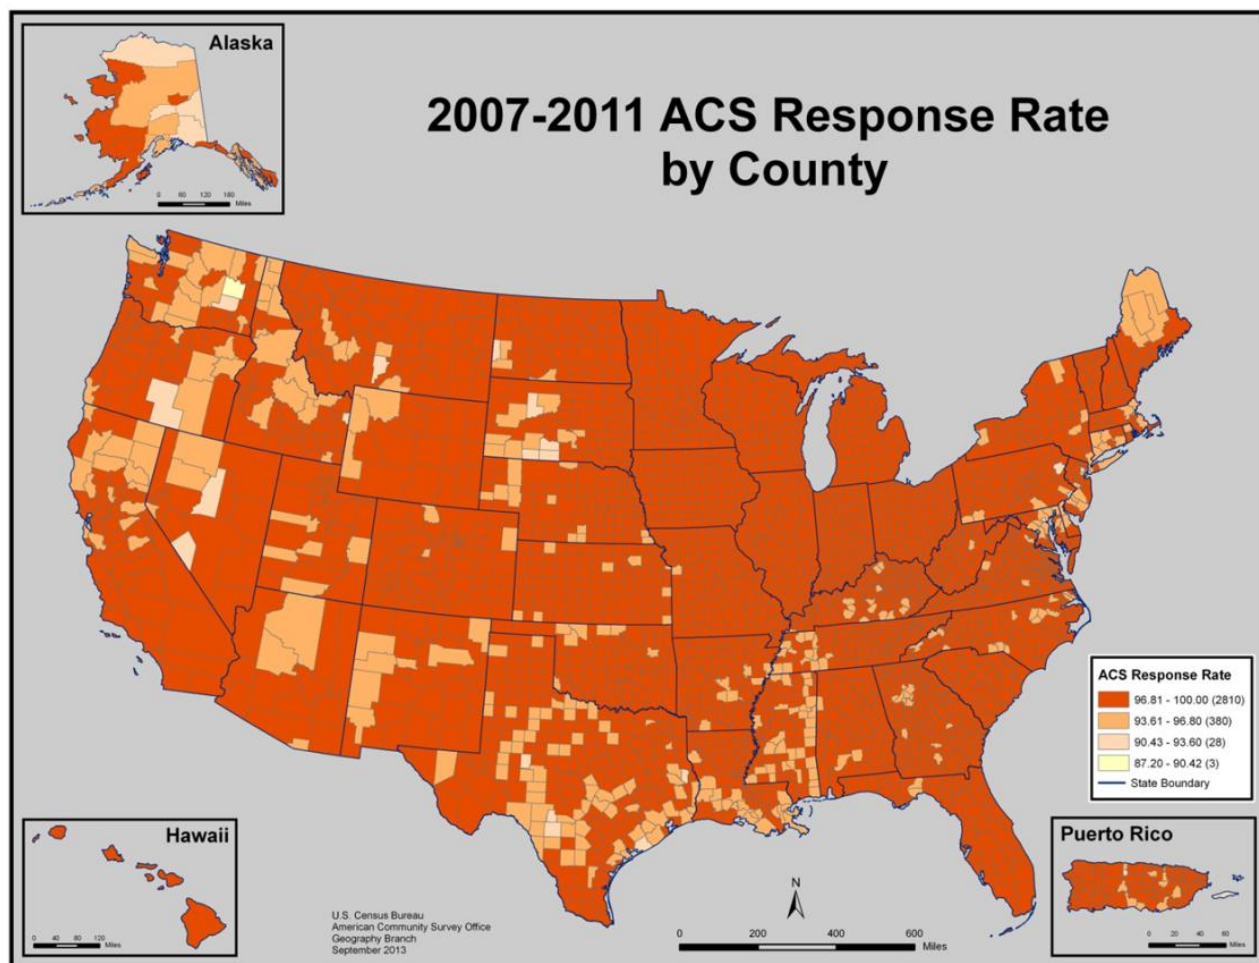 Alaska
0 60 120 180
Miles
2007-2011 ACS Response Rate
by County
ACS Response Rate
96.81 - 100.00 (2810)
93.61 - 96.80 (380)
90.43 - 93.60 (28)
87.20 - 90.42 (3)
State Boundary
Hawaii
0 40 80 120
Miles
U.S. Census Bureau
American Community Survey Office
Geography Branch
September 2013
N
0 200 400 600
Miles
Puerto Rico
0 20 40 60
Miles